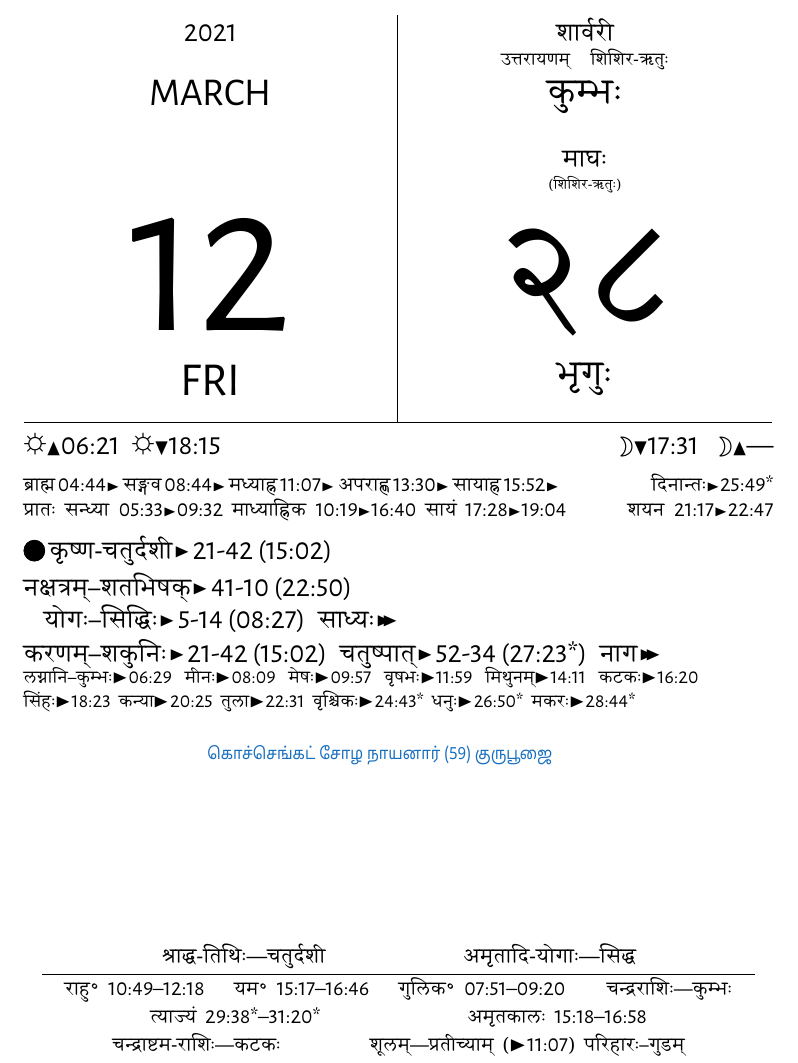 2021
MARCH
12
FRI
शार्वरी
उत्तरायणम् शिशिर-ऋतुः
कुम्भः
माघः
(शिशिर-ऋतुः)
२८
भृगुः
☼▲06:21 ☼▼18:15 ☽▼17:31 ☽▲—
ब्राह्म 04:44► सङ्गव 08:44► मध्याह्न 11:07► अपराह्ण 13:30► सायाह्न 15:52► दिनान्तः►25:49*
प्रातः सन्ध्या 05:33►09:32 माध्याह्निक 10:19►16:40 सायं 17:28►19:04 शयन 21:17►22:47
●कृष्ण-चतुर्दशी►21-42 (15:02)
नक्षत्रम्–शतभिषक्►41-10 (22:50)
योगः–सिद्धिः►5-14 (08:27) साध्यः►►
करणम्–शकुनिः►21-42 (15:02) चतुष्पात्►52-34 (27:23*) नाग►►
लग्नानि–कुम्भः►06:29 मीनः►08:09 मेषः►09:57 वृषभः►11:59 मिथुनम्►14:11 कटकः►16:20
सिंहः►18:23 कन्या►20:25 तुला►22:31 वृश्चिकः►24:43* धनुः►26:50* मकरः►28:44*
கொச்செங்கட் சோழ நாயனார் (59) குருபூஜை
श्राद्ध-तिथिः—चतुर्दशी अमृतादि-योगाः—सिद्ध
राहु° 10:49–12:18 यम° 15:17–16:46 गुलिक° 07:51–09:20 चन्द्रराशिः—कुम्भः
त्याज्यं 29:38*–31:20* अमृतकालः 15:18–16:58
चन्द्राष्टम-राशिः—कटकः शूलम्—प्रतीच्याम् (►11:07) परिहारः–गुडम्